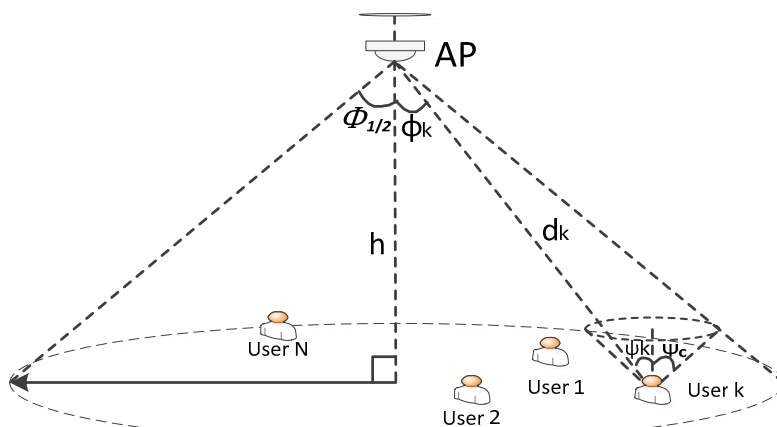 AP
Φ1/2
ϕk
h
dk
User N
ψk
Ψc
User 1
User k
User 2